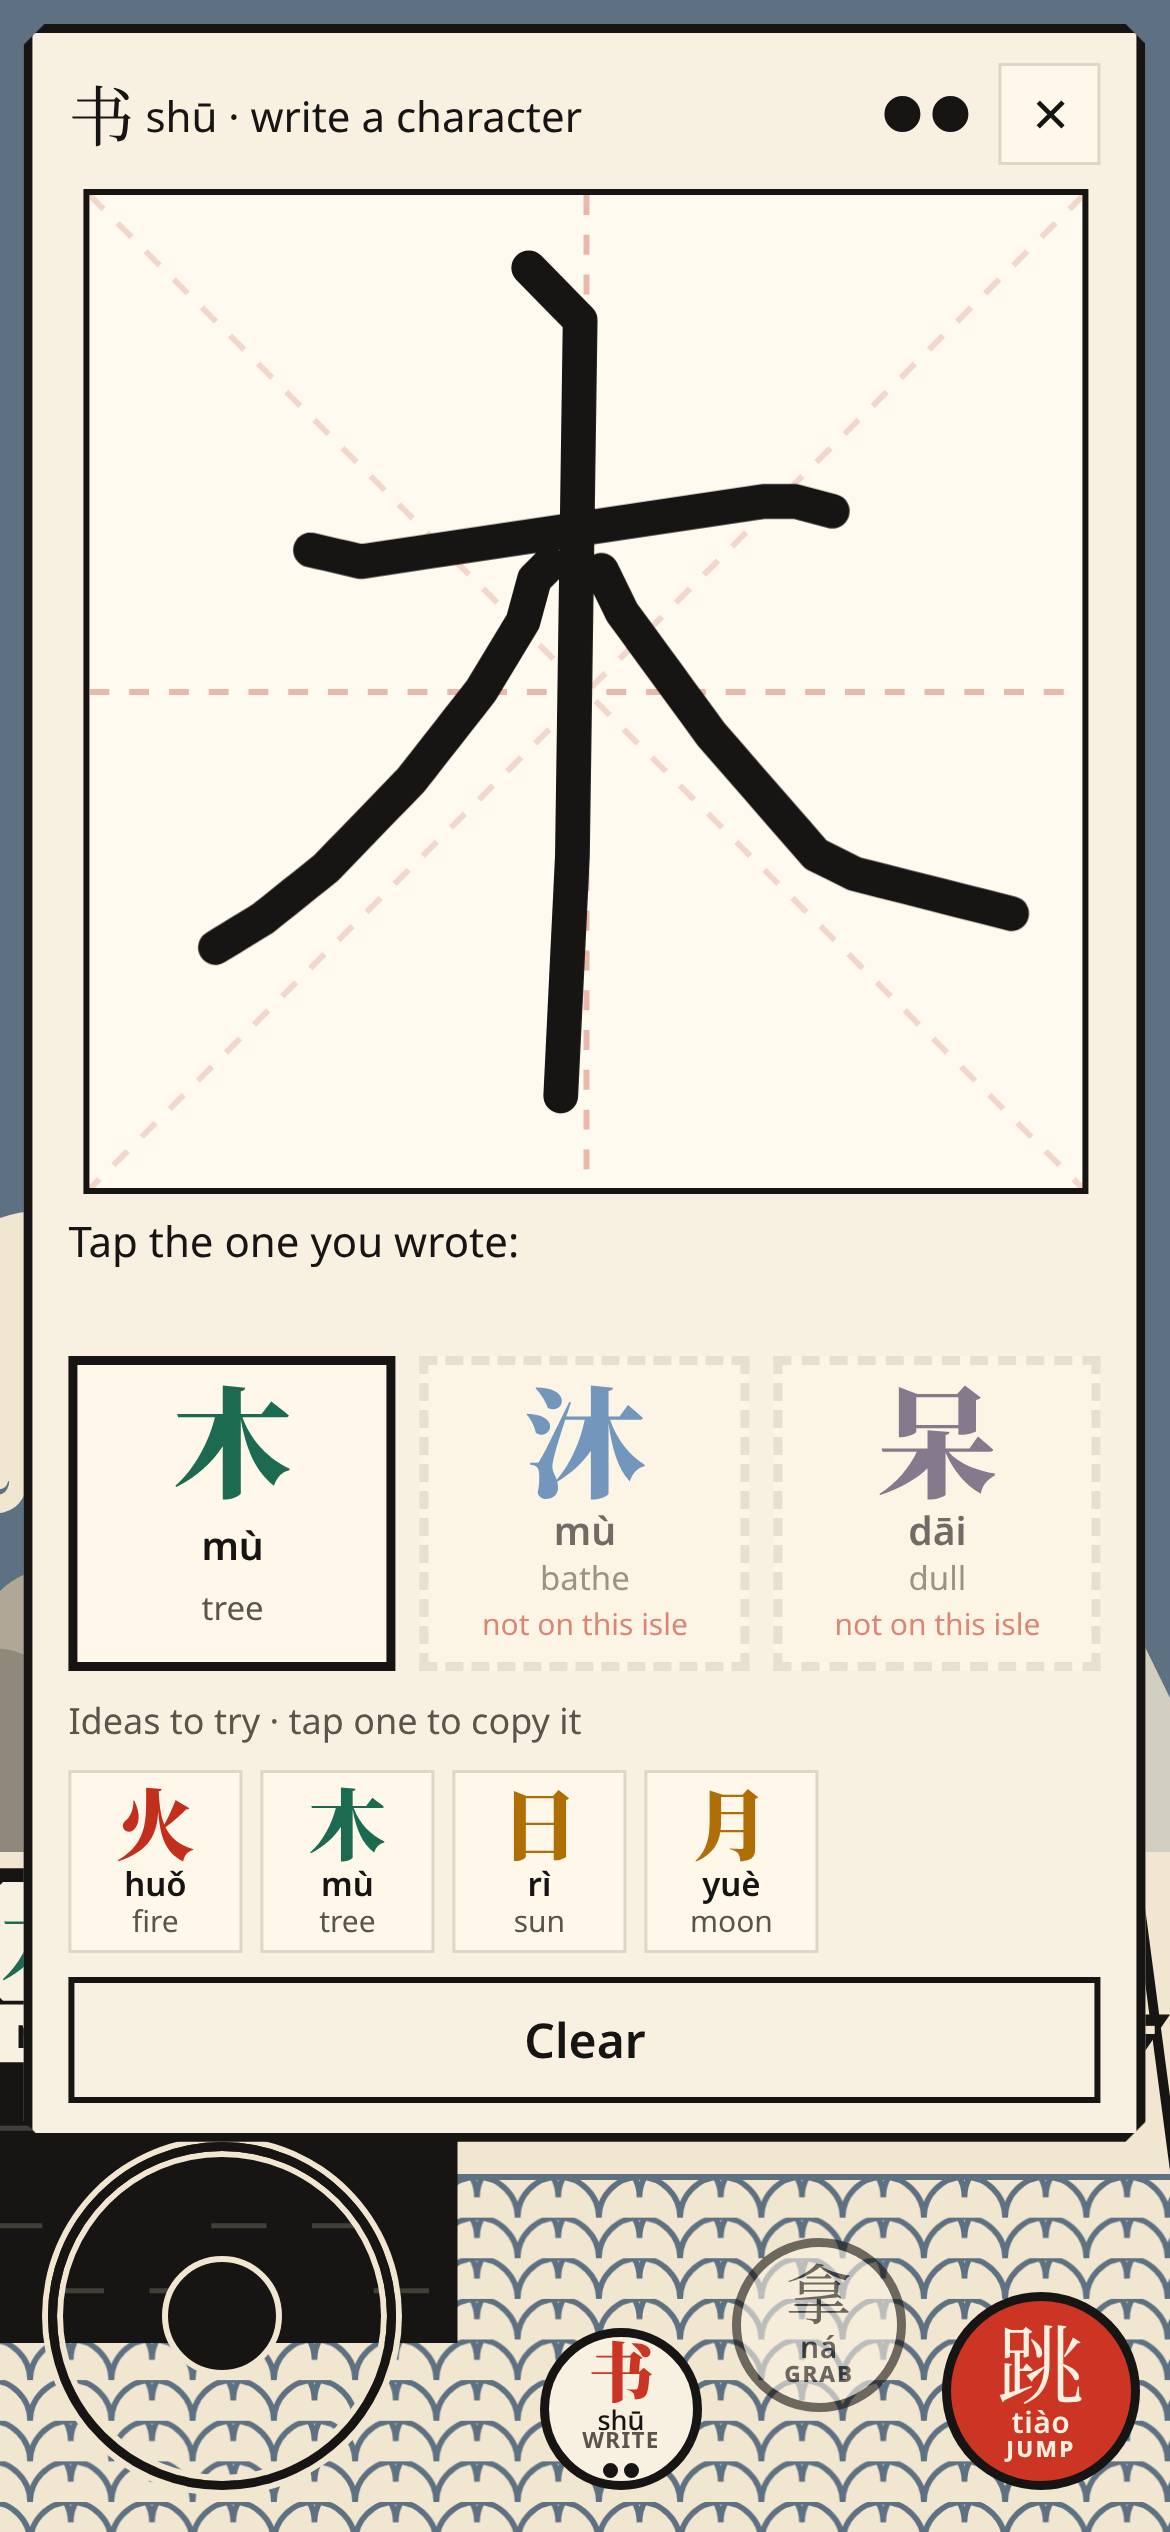 书 shū · write a character
✕
木
Tap the one you wrote:
木 沐 呆
mù mù dāi
tree bathe dull
not on this isle not on this isle
Ideas to try · tap one to copy it
火 木 日 月
huǒ mù rì yuè
fire tree sun moon
Clear
书
shū
WRITE
拿
ná
GRAB
跳
tiào
JUMP